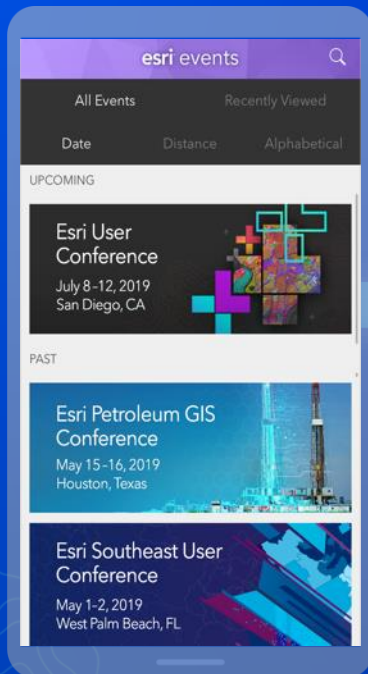 esri events
All Events Recently Viewed
Date Distance Alphabetical
UPCOMING
Esri User
Conference
July 8-12, 2019
San Diego, CA
PAST
Esri Petroleum GIS
Conference
May 15-16, 2019
Houston, Texas
Esri Southeast User
Conference
May 1-2, 2019
West Palm Beach, FL